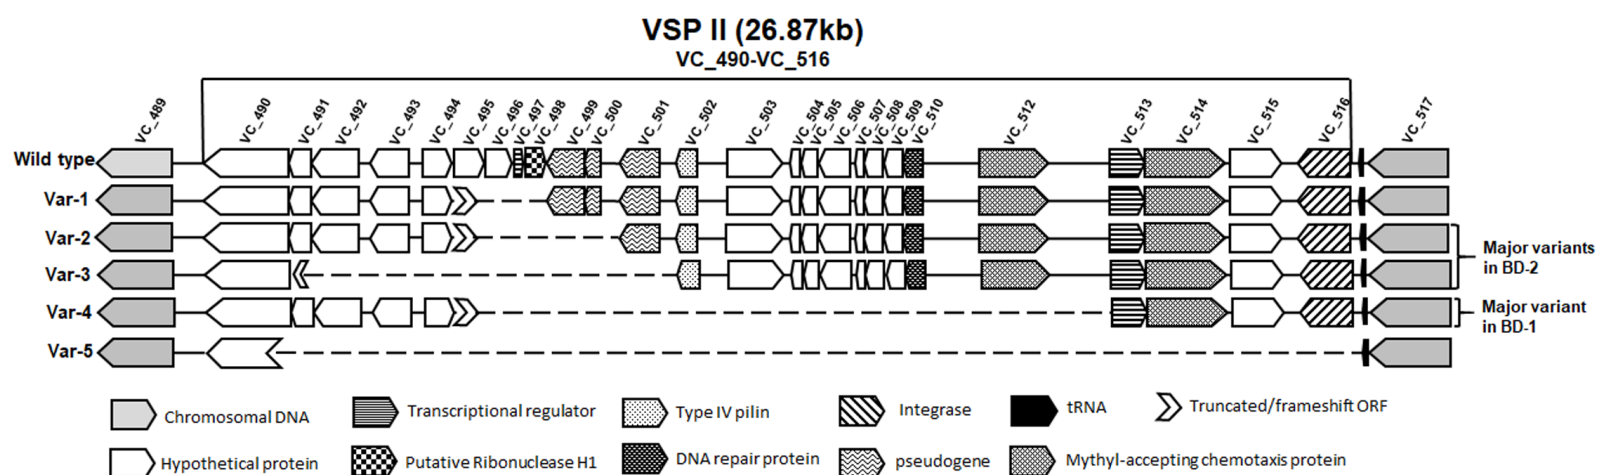 VSP II (26.87kb)
VC_490-VC_516
VC_489 VC_490 VC_491 VC_492 VC_493 VC_494 VC_495 VC_496 VC_497 VC_498 VC_499 VC_500 VC_501 VC_502 VC_503 VC_504 VC_505 VC_506 VC_507 VC_508 VC_509 VC_510 VC_512 VC_513 VC_514 VC_515 VC_516 VC_517
Wild type
Var-1
Var-2
Var-3
Major variants
in BD-2
Var-4
Major variant
in BD-1
Var-5
Chromosomal DNA Transcriptional regulator Type IV pilin Integrase tRNA Truncated/frameshift ORF
Hypothetical protein Putative Ribonuclease H1 DNA repair protein pseudogene Mythyl-accepting chemotaxis protein